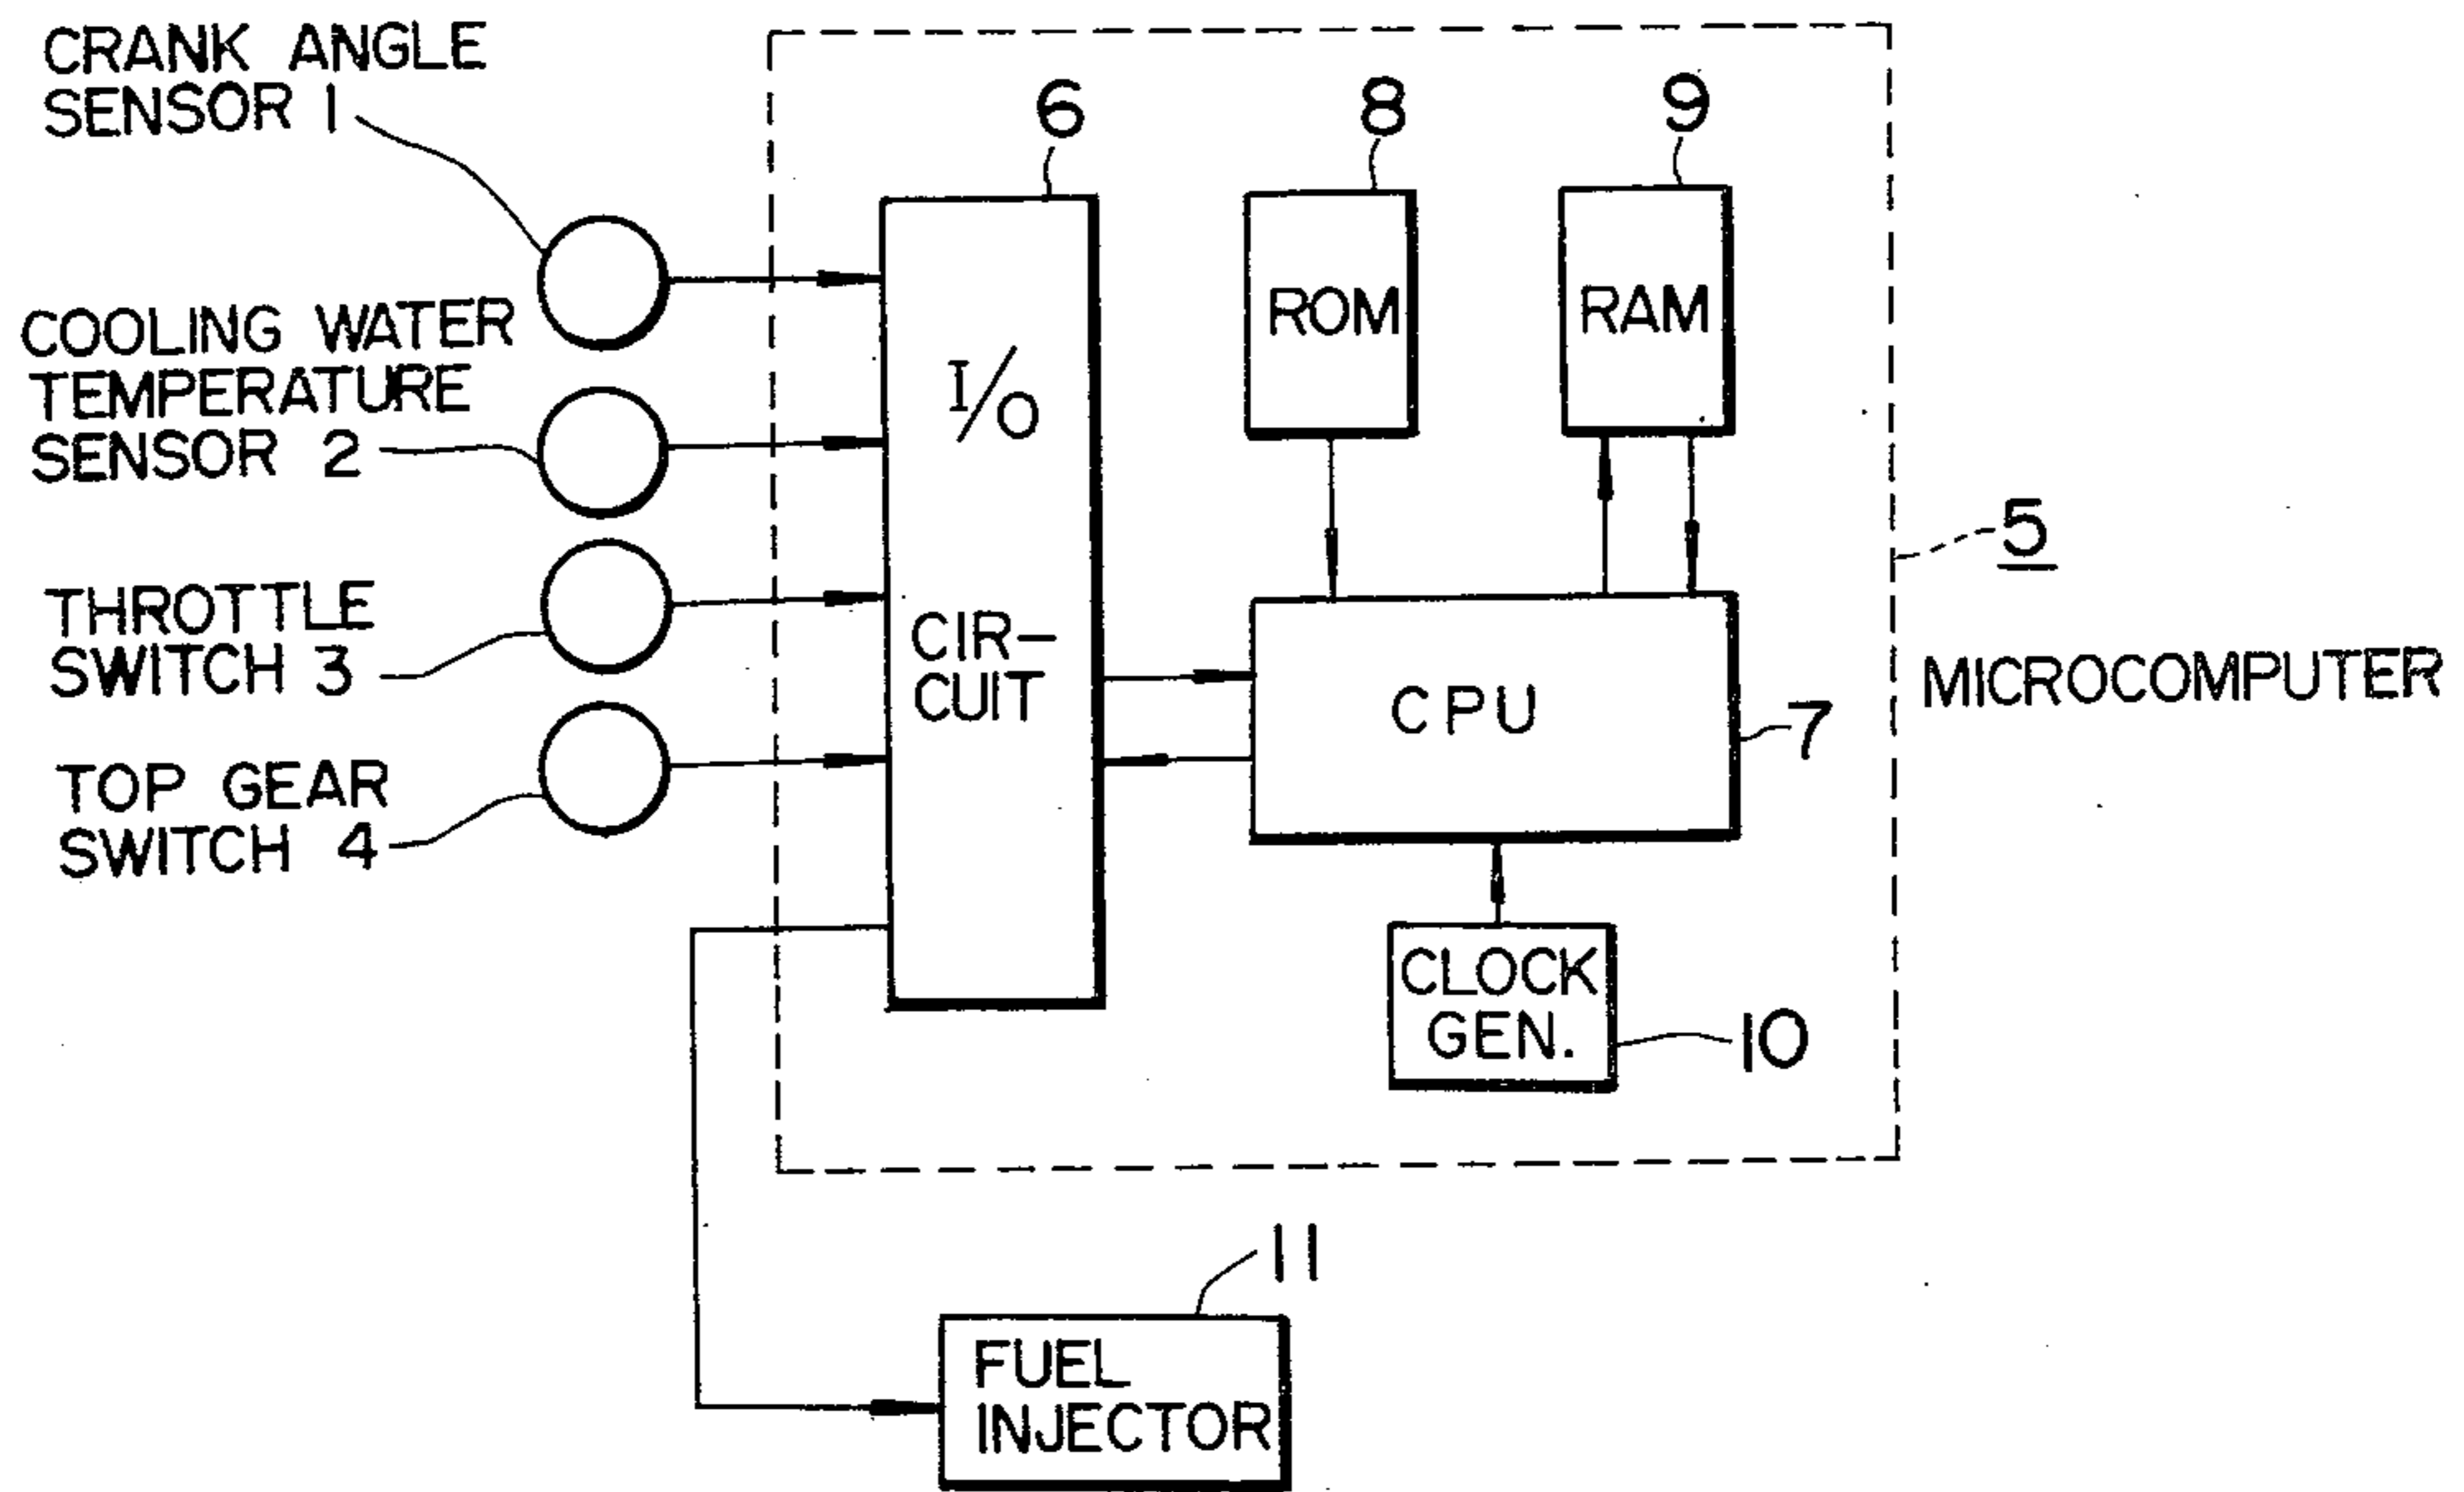 CRANK ANGLE
SENSOR 1
COOLING WATER
TEMPERATURE
SENSOR 2
THROTTLE
SWITCH 3
TOP GEAR
SWITCH 4
6
I/O
CIR-
CUIT
8
ROM
9
RAM
CPU
7
CLOCK
GEN.
10
5
MICROCOMPUTER
11
FUEL
INJECTOR